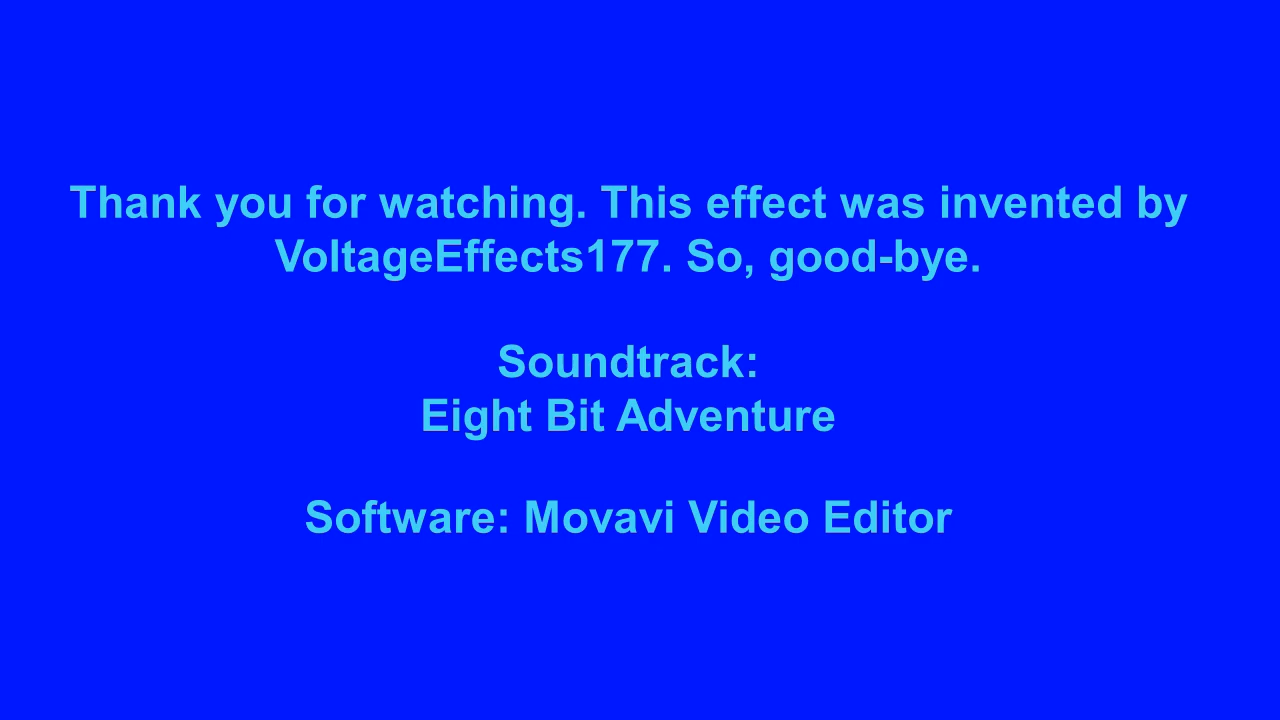 Thank you for watching. This effect was invented by
VoltageEffects177. So, good-bye.
Soundtrack:
Eight Bit Adventure
Software: Movavi Video Editor